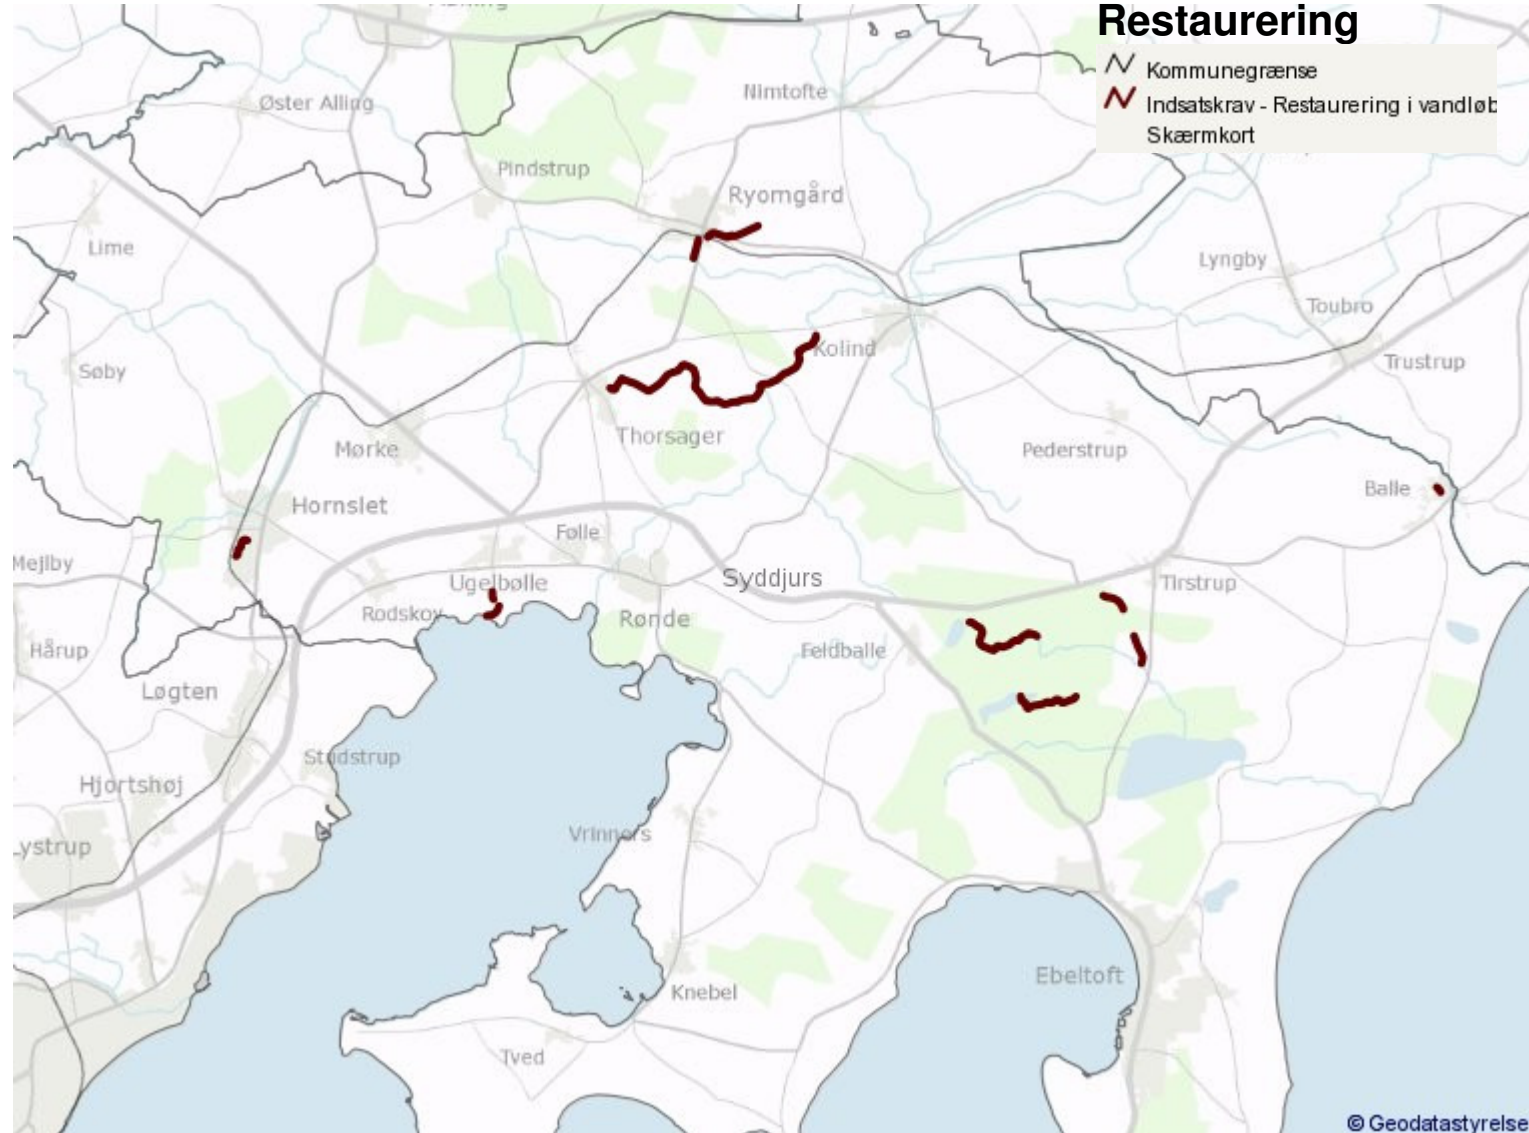 Restaurering
Kommunegrænse
Indsatskrav - Restaurering i vandløb
Skærmkort
Øster Alling
Nimtofte
Pindstrup
Ryomgård
Lime
Lyngby
Toubro
Søby
Kolind
Trustrup
Mørke
Thorsager
Pederstrup
Hornslet
Balle
Følle
Mejlby
Ugelbølle
Syddjurs
Tirstrup
Rodskov
Rønde
Hårup
Feldballe
Løgten
Studstrup
Hjortshøj
Vrinners
Lystrup
Ebeltoft
Knebel
Tved
© Geodatastyrelse